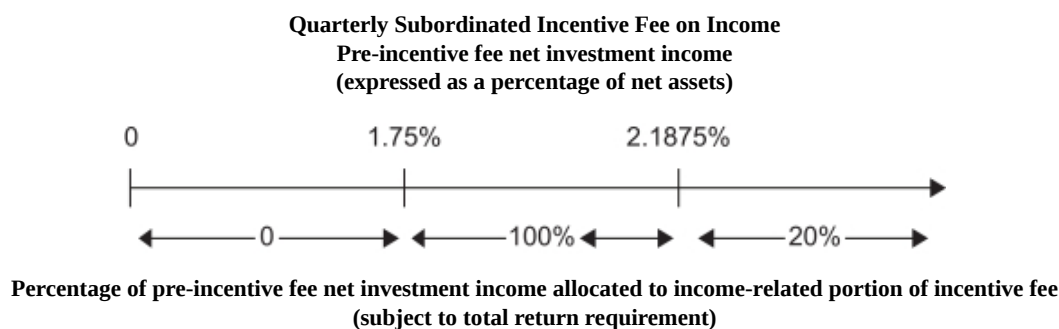 Quarterly Subordinated Incentive Fee on Income
Pre-incentive fee net investment income
(expressed as a percentage of net assets)
0 1.75% 2.1875%
0 100% 20%
Percentage of pre-incentive fee net investment income allocated to income-related portion of incentive fee
(subject to total return requirement)